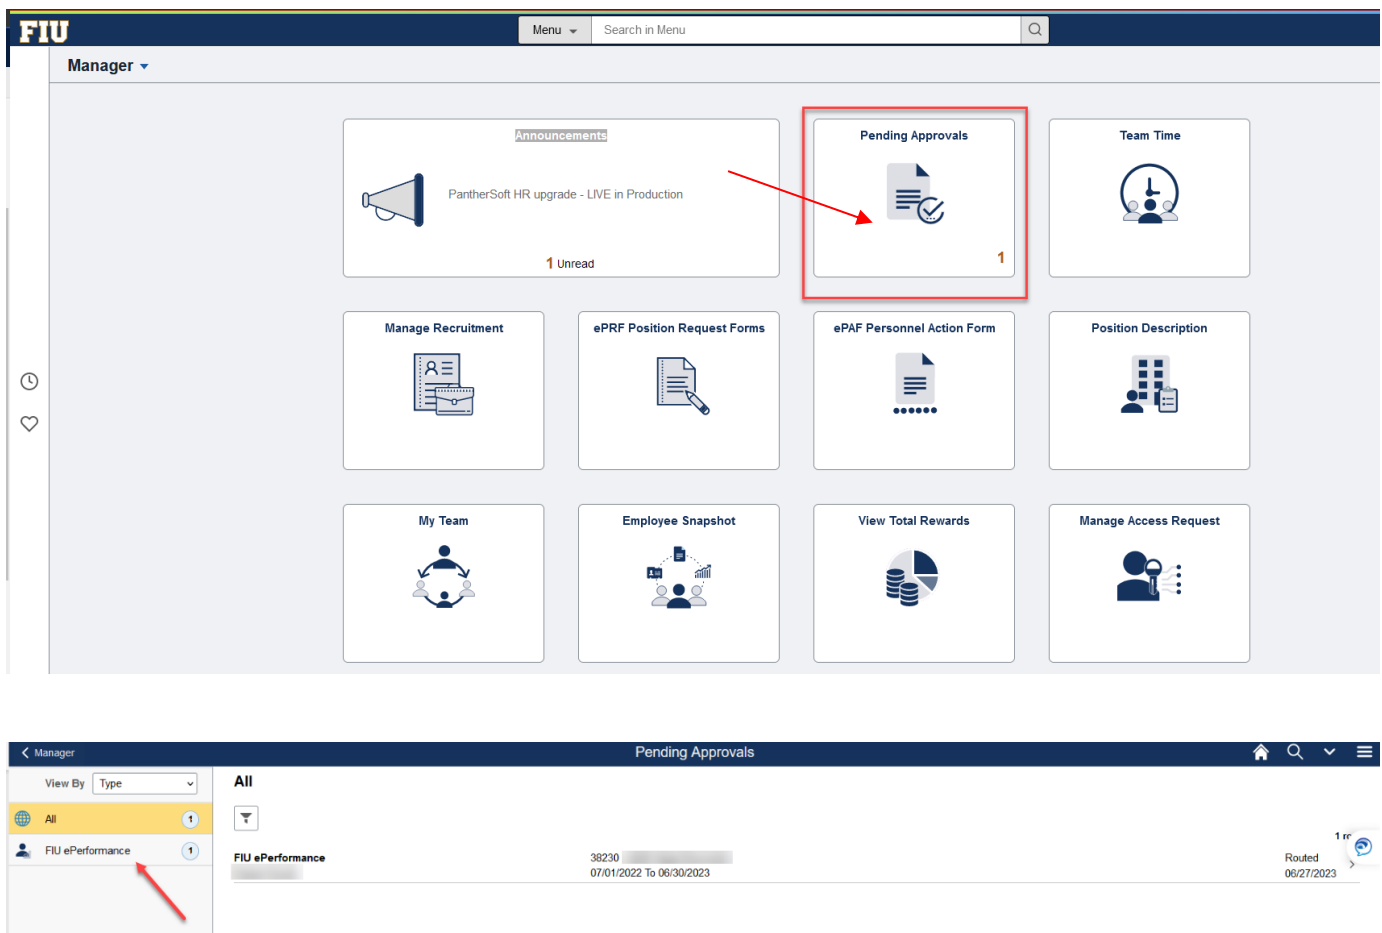 FIU
Menu
Search in Menu
Manager
Announcements
PantherSoft HR upgrade - LIVE in Production
1 Unread
Pending Approvals
1
Team Time
Manage Recruitment
ePRF Position Request Forms
ePAF Personnel Action Form
Position Description
My Team
Employee Snapshot
View Total Rewards
Manage Access Request
Manager
Pending Approvals
View By Type
All 1
FIU ePerformance 1
All
1
FIU ePerformance
38230
07/01/2022 To 06/30/2023
Routed
06/27/2023